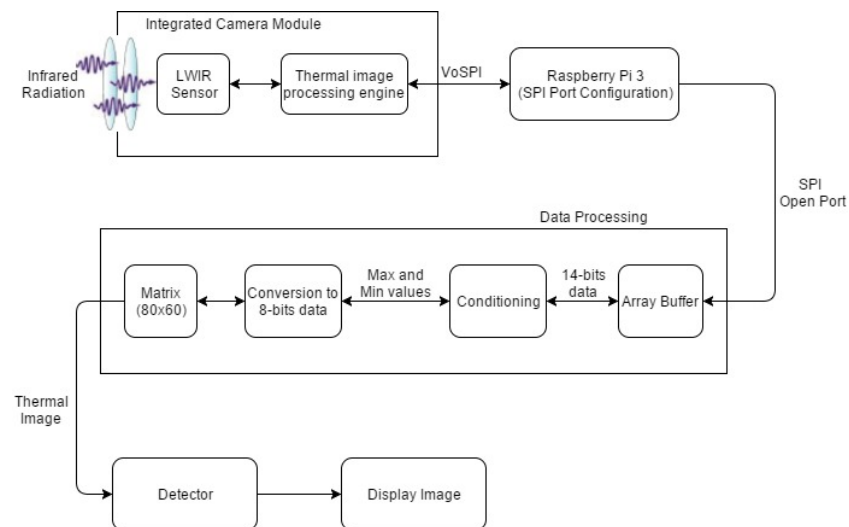 Integrated Camera Module
Infrared
Radiation
LWIR
Sensor
Thermal image
processing engine
VoSPI
Raspberry Pi 3
(SPI Port Configuration)
SPI
Open Port
Data Processing
Matrix
(80x60)
Conversion to
8-bits data
Max and
Min values
Conditioning
14-bits
data
Array Buffer
Thermal
Image
Detector
Display Image